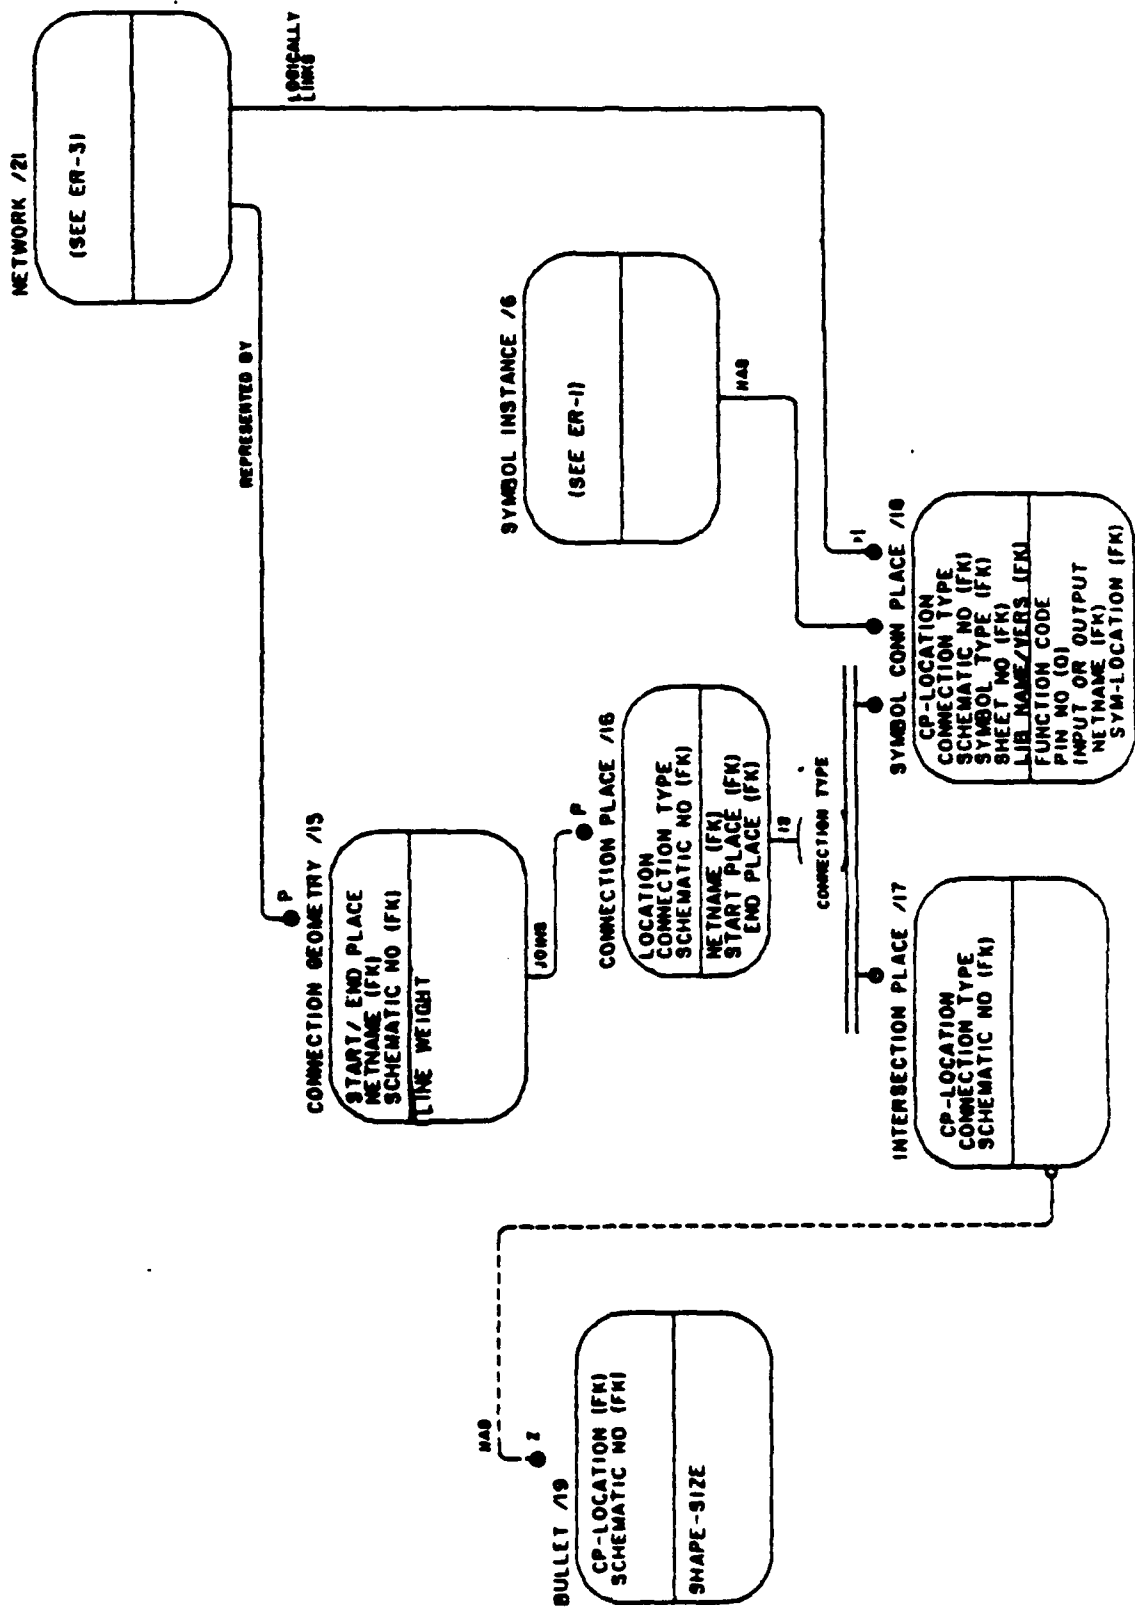 NETWORK /21
(SEE ER-3)
REPRESENTED BY
LOGICALLY
LINKS
CONNECTION GEOMETRY /15
P
START/ END PLACE
NETNAME (FK)
SCHEMATIC NO (FK)
LINE WEIGHT
JOINS
SYMBOL INSTANCE /6
(SEE ER-1)
HAS
CONNECTION PLACE /16
P
LOCATION
CONNECTION TYPE
SCHEMATIC NO (FK)
NETNAME (FK)
START PLACE (FK)
END PLACE (FK)
IS
CONNECTION TYPE
BULLET /19
HAS
Z
CP-LOCATION (FK)
SCHEMATIC NO (FK)
SHAPE-SIZE
INTERSECTION PLACE /17
CP-LOCATION
CONNECTION TYPE
SCHEMATIC NO (FK)
SYMBOL CONN PLACE /18
CP-LOCATION
CONNECTION TYPE
SCHEMATIC NO (FK)
SYMBOL TYPE (FK)
SHEET NO (FK)
LIB NAME/VERS (FK)
FUNCTION CODE
PIN NO (O)
INPUT OR OUTPUT
NETNAME (FK)
SYM-LOCATION (FK)